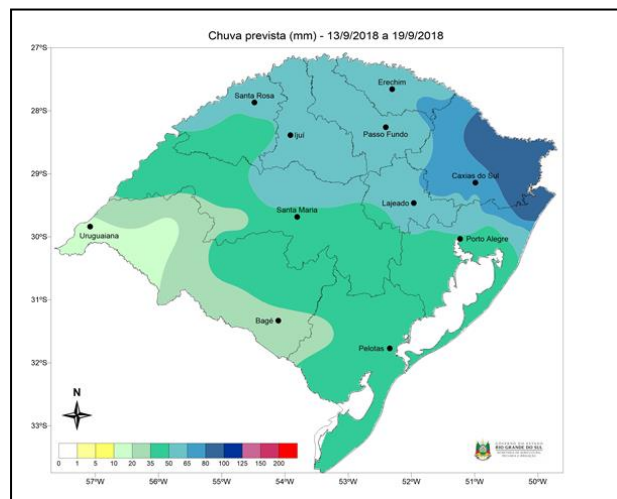 Chuva prevista (mm) - 13/9/2018 a 19/9/2018
27°S
28°S
29°S
30°S
31°S
32°S
33°S
Erechim
Santa Rosa
Ijuí
Passo Fundo
Caxias do Sul
Lajeado
Santa Maria
Uruguaiana
Porto Alegre
Bagé
Pelotas
N
0 1 5 10 20 35 50 65 80 100 125 150 200
GOVERNO DO ESTADO
RIO GRANDE DO SUL
57°W 56°W 55°W 54°W 53°W 52°W 51°W 50°W